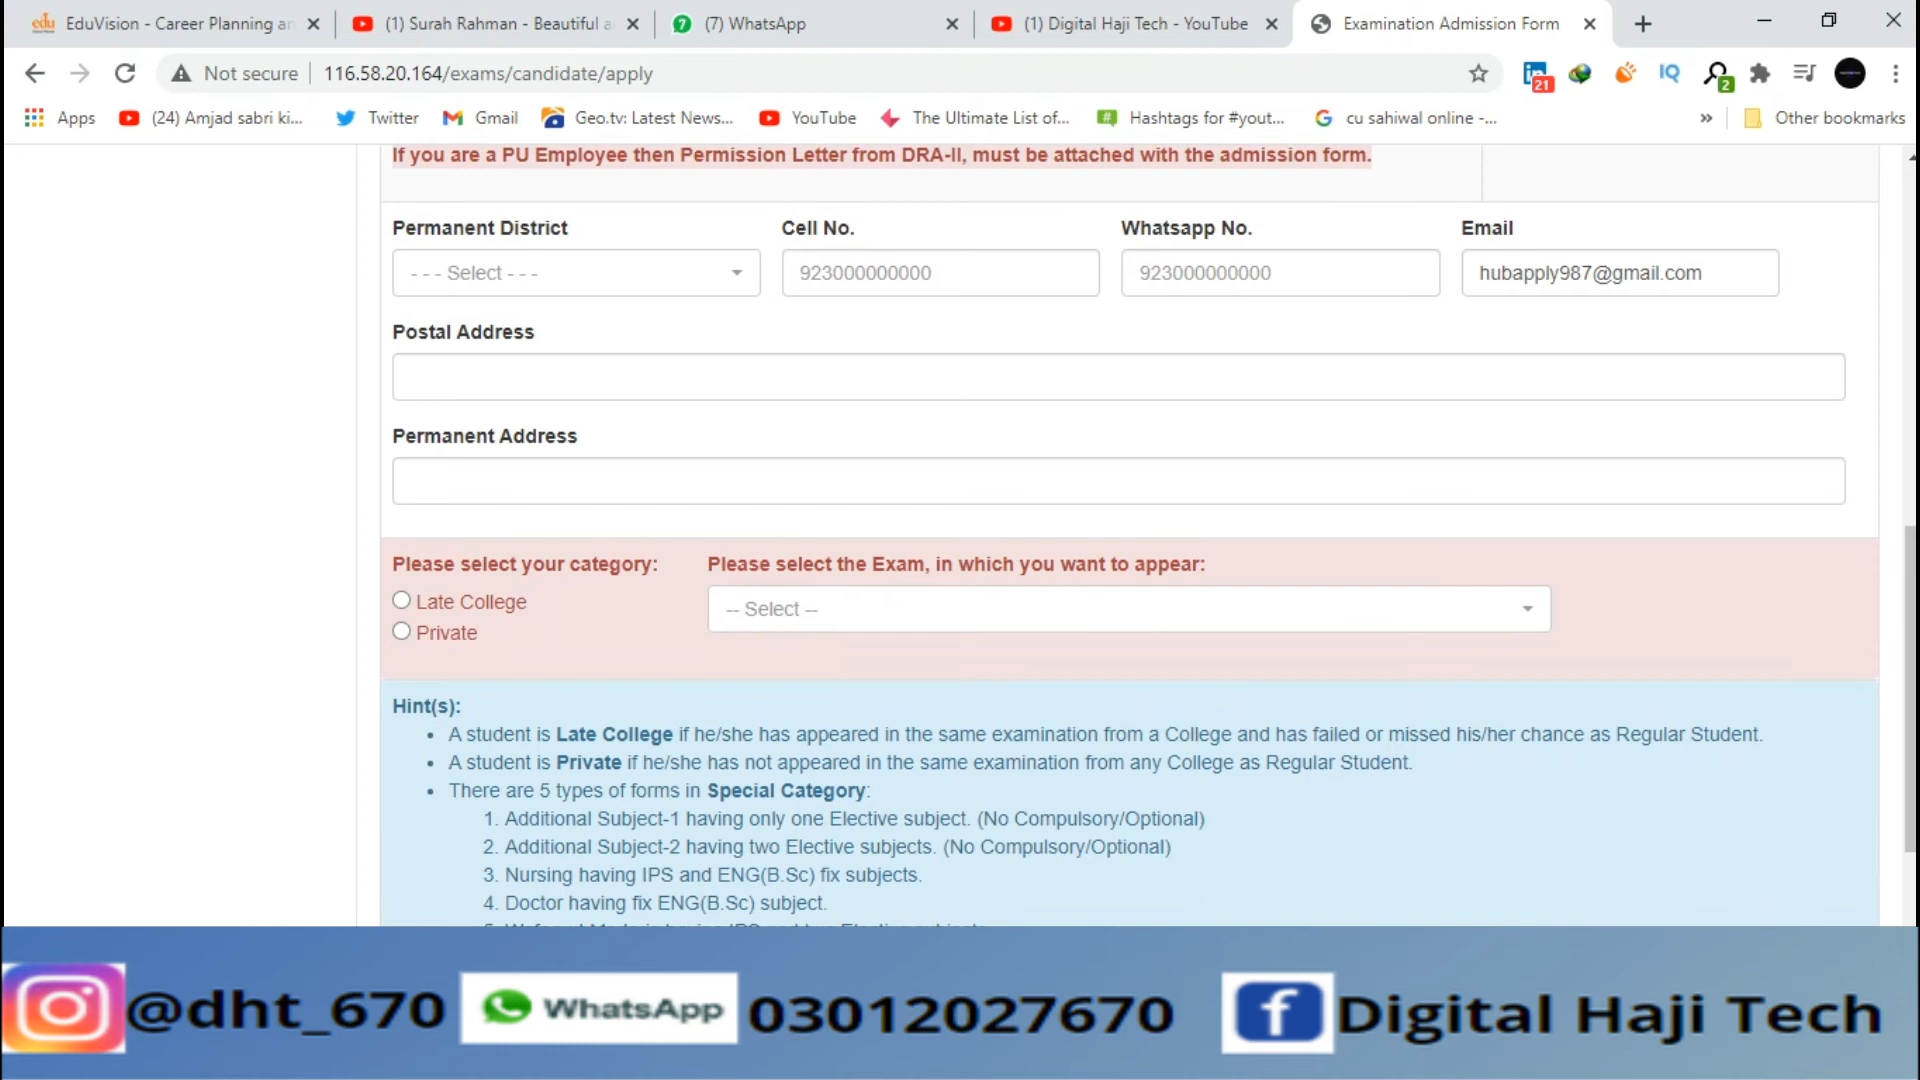 EduVision - Career Planning an
(1) Surah Rahman - Beautiful a
7 (7) WhatsApp
(1) Digital Haji Tech - YouTube
Examination Admission Form
Not secure 116.58.20.164/exams/candidate/apply
21
IQ
2
Apps
(24) Amjad sabri ki...
Twitter
Gmail
Geo.tv: Latest News...
YouTube
The Ultimate List of...
Hashtags for #yout...
cu sahiwal online -...
»
Other bookmarks
If you are a PU Employee then Permission Letter from DRA-II, must be attached with the admission form.
Permanent District Cell No. Whatsapp No. Email
- - - Select - - - 923000000000 923000000000 hubapply987@gmail.com
Postal Address
Permanent Address
Please select your category: Please select the Exam, in which you want to appear:
Late College
-- Select --
Private
Hint(s):
• A student is Late College if he/she has appeared in the same examination from a College and has failed or missed his/her chance as Regular Student.
• A student is Private if he/she has not appeared in the same examination from any College as Regular Student.
• There are 5 types of forms in Special Category:
1. Additional Subject-1 having only one Elective subject. (No Compulsory/Optional)
2. Additional Subject-2 having two Elective subjects. (No Compulsory/Optional)
3. Nursing having IPS and ENG(B.Sc) fix subjects.
4. Doctor having fix ENG(B.Sc) subject.
@dht_670 WhatsApp 03012027670 Digital Haji Tech